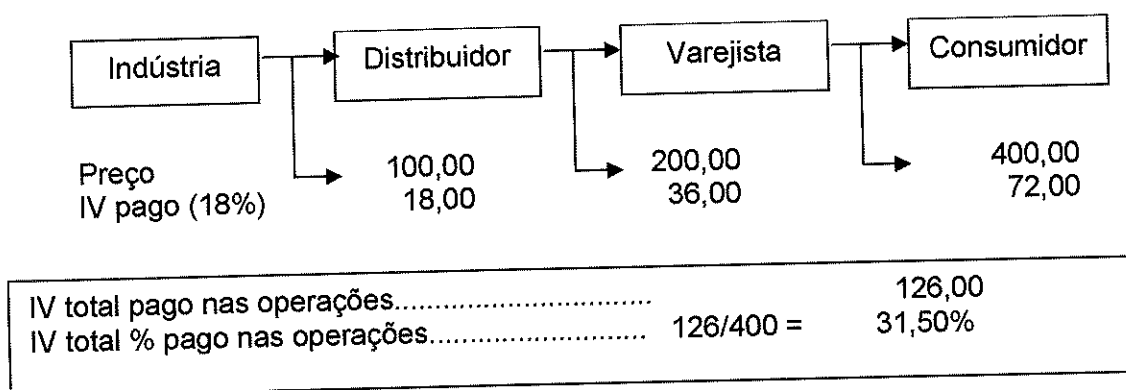 Indústria Distribuidor Varejista Consumidor
Preço 100,00 200,00 400,00
IV pago (18%) 18,00 36,00 72,00
IV total pago nas operações................................ 126,00
IV total % pago nas operações........................... 126/400 = 31,50%